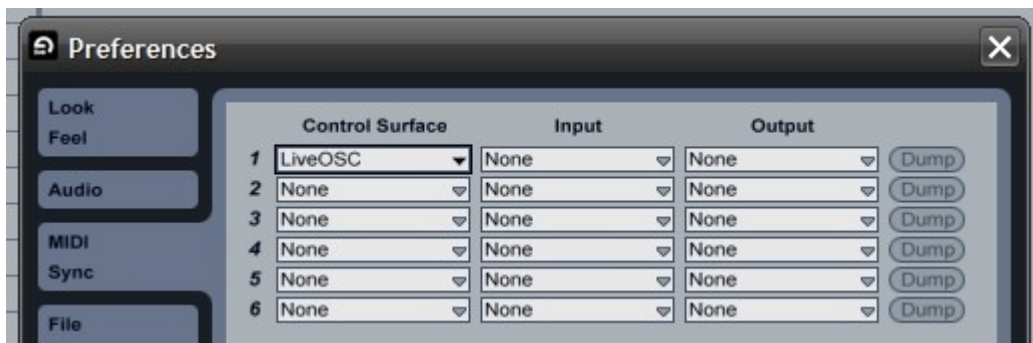 Preferences
Look
Feel
Audio
MIDI
Sync
File
Control Surface Input Output
1 LiveOSC None None Dump
2 None None None Dump
3 None None None Dump
4 None None None Dump
5 None None None Dump
6 None None None Dump